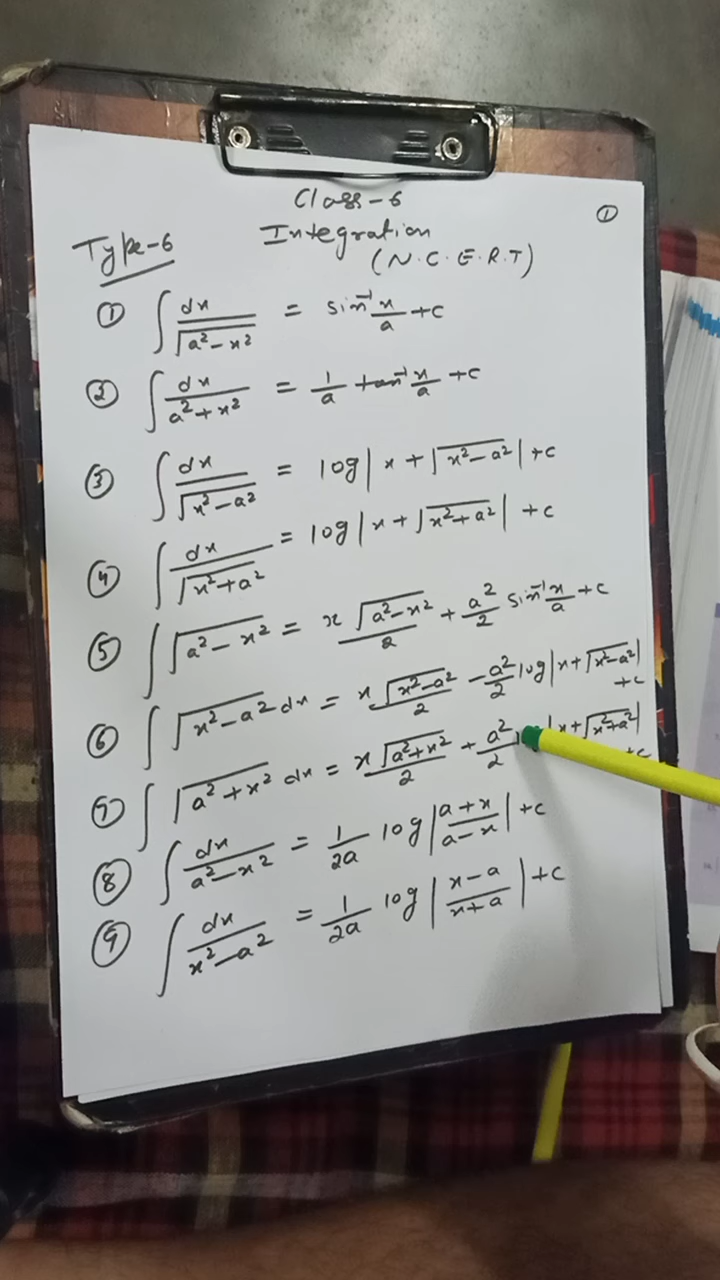 Class-6
①
Type-6
Integration
(N.C.E.R.T)
① ∫ dx/√(a²-x²) = sin⁻¹ x/a + c
② ∫ dx/(a²+x²) = 1/a tan⁻¹ x/a + c
③ ∫ dx/√(x²-a²) = log|x+√(x²-a²)| + c
④ ∫ dx/√(x²+a²) = log|x+√(x²+a²)| + c
⑤ ∫ √(a²-x²) = x√(a²-x²)/2 + a²/2 sin⁻¹ x/a + c
⑥ ∫ √(x²-a²) dx = x√(x²-a²)/2 - a²/2 log|x+√(x²-a²)| + c
⑦ ∫ √(a²+x²) dx = x√(a²+x²)/2 + a²/2 |x+√(x²+a²)| + c
⑧ ∫ dx/(a²-x²) = 1/2a log|(a+x)/(a-x)| + c
⑨ ∫ dx/(x²-a²) = 1/2a log|(x-a)/(x+a)| + c